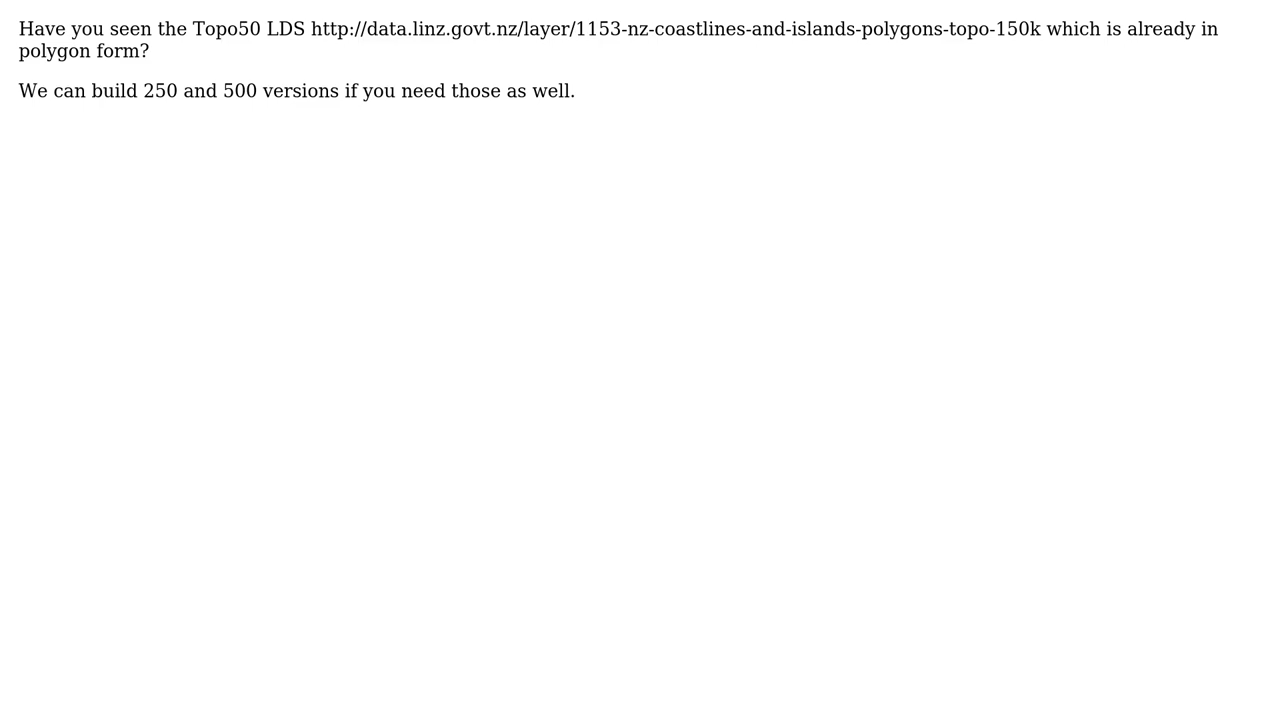 Have you seen the Topo50 LDS http://data.linz.govt.nz/layer/1153-nz-coastlines-and-islands-polygons-topo-150k which is already in
polygon form?
We can build 250 and 500 versions if you need those as well.